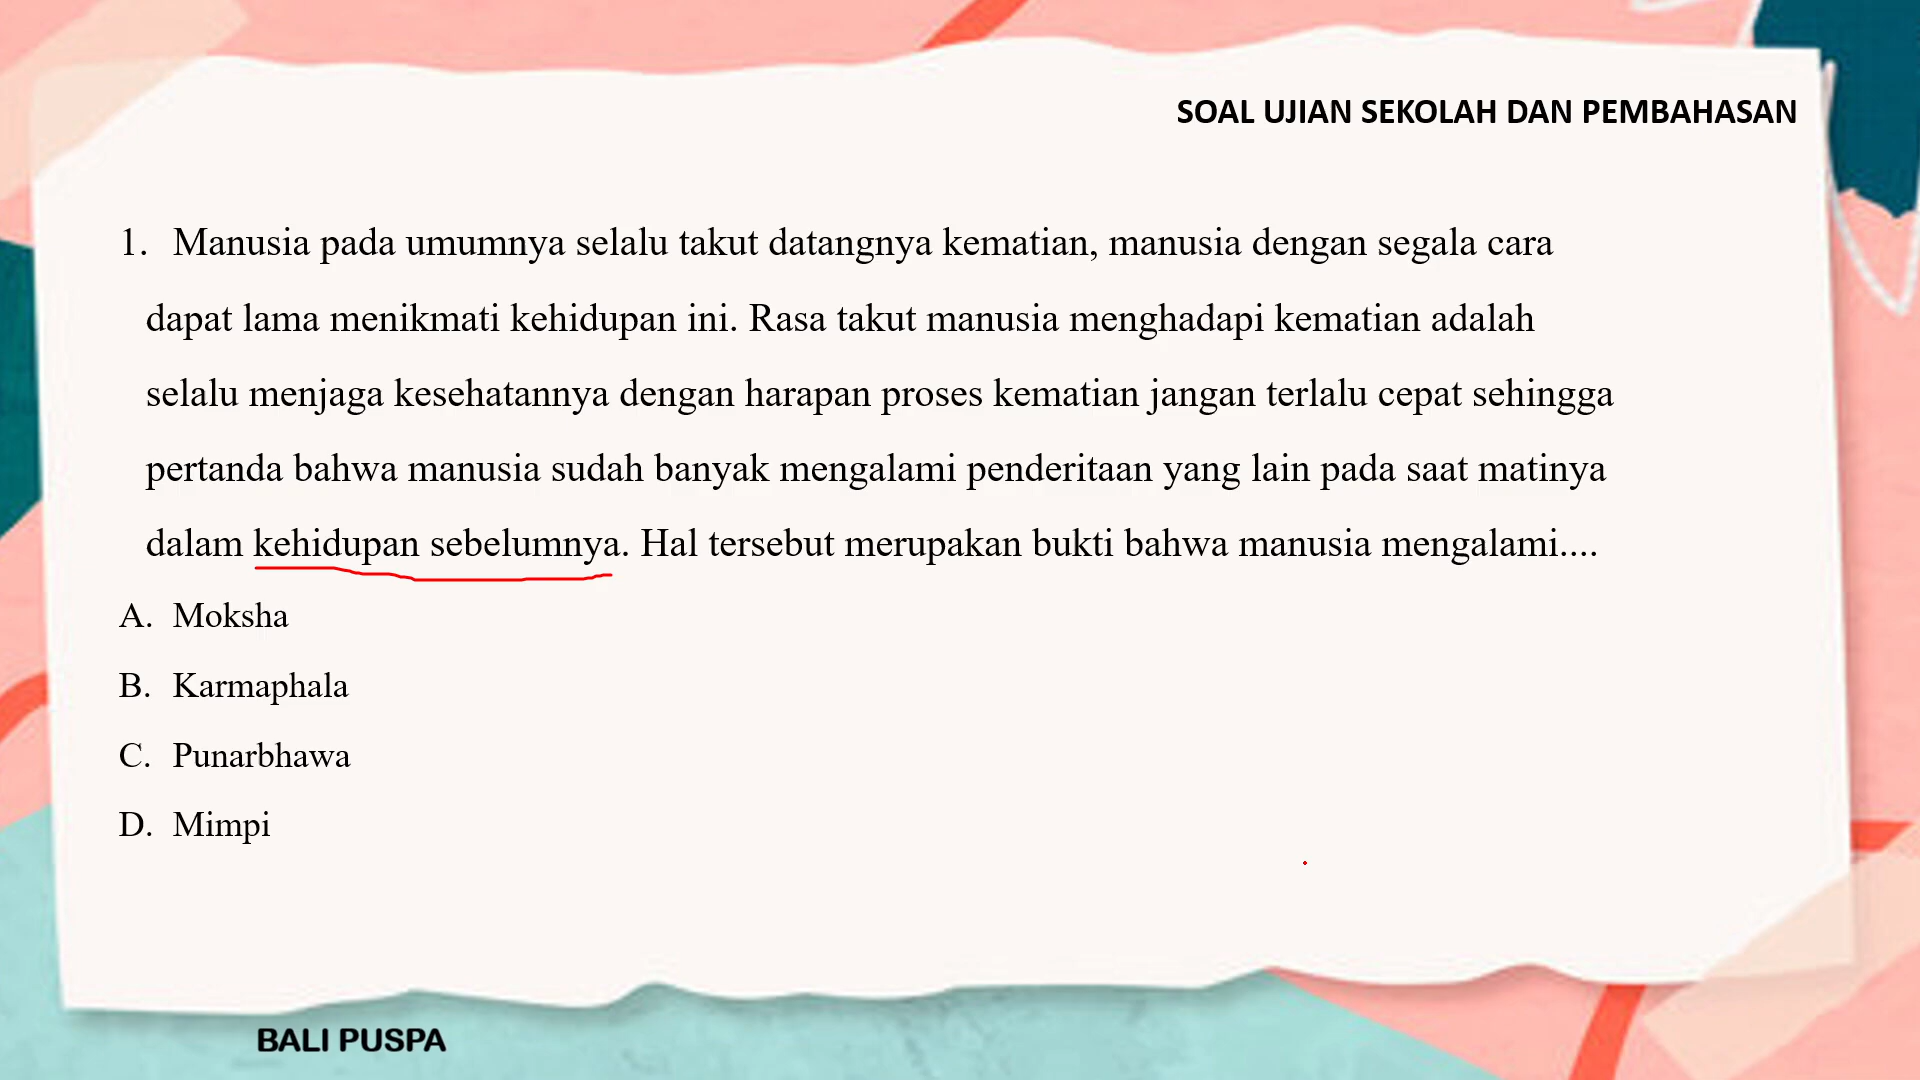 SOAL UJIAN SEKOLAH DAN PEMBAHASAN
1. Manusia pada umumnya selalu takut datangnya kematian, manusia dengan segala cara
dapat lama menikmati kehidupan ini. Rasa takut manusia menghadapi kematian adalah
selalu menjaga kesehatannya dengan harapan proses kematian jangan terlalu cepat sehingga
pertanda bahwa manusia sudah banyak mengalami penderitaan yang lain pada saat matinya
dalam kehidupan sebelumnya. Hal tersebut merupakan bukti bahwa manusia mengalami....
A. Moksha
B. Karmaphala
C. Punarbhawa
D. Mimpi
BALI PUSPA